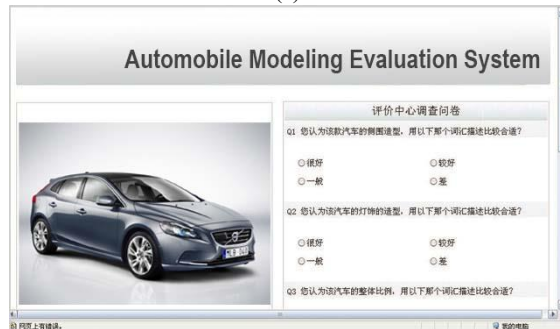 Automobile Modeling Evaluation System
评价中心调查问卷
Q1 您认为该款汽车的侧围造型, 用以下那个词汇描述比较合适?
○很好 ○较好
○一般 ○差
Q2 您认为该汽车的灯饰的造型, 用以下那个词汇描述比较合适?
○很好 ○较好
○一般 ○差
Q3 您认为该汽车的整体比例, 用以下那个词汇描述比较合适?
网页上有错误。 我的电脑